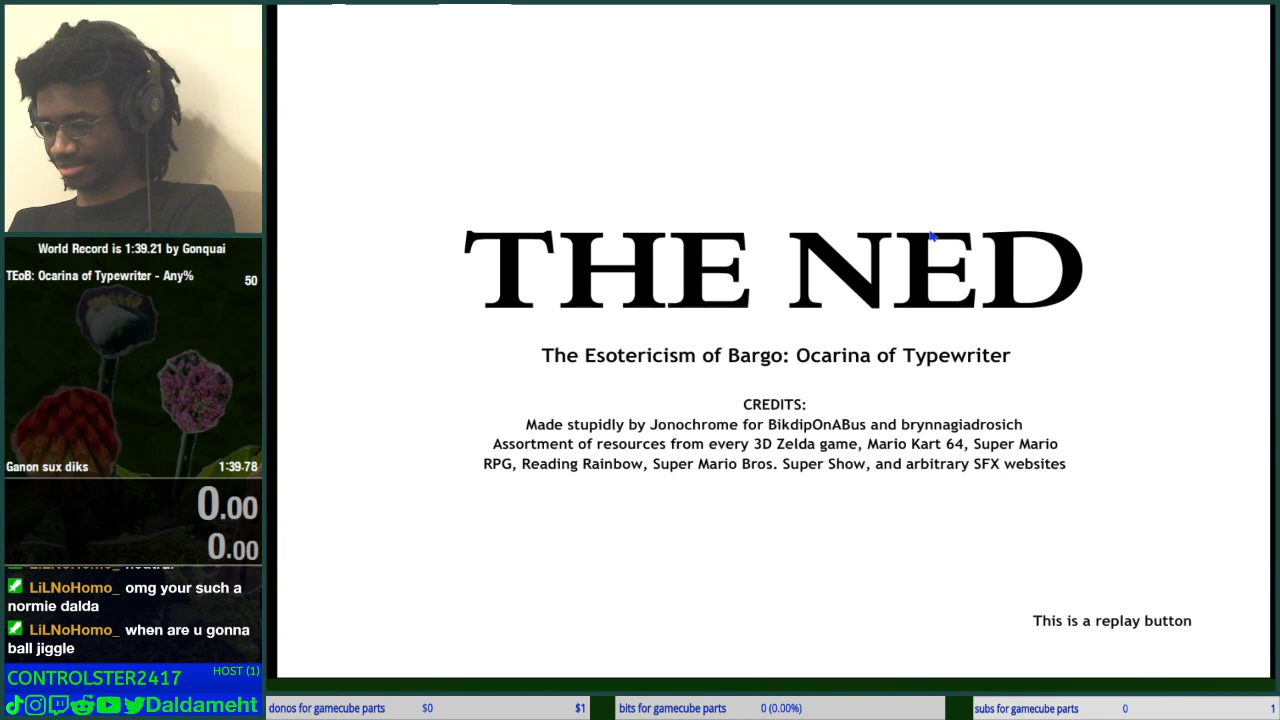 World Record is 1:39.21 by Gonquai
TEoB: Ocarina of Typewriter - Any%
50
Ganon sux diks
1:39.78
0.00
0.00
LiLNoHomo_
LiLNoHomo_ omg your such a
normie dalda
LiLNoHomo_ when are u gonna
ball jiggle
CONTROLSTER2417
HOST (1)
Daldameht
THE NED
The Esotericism of Bargo: Ocarina of Typewriter
CREDITS:
Made stupidly by Jonochrome for BikdipOnABus and brynnagiadrosich
Assortment of resources from every 3D Zelda game, Mario Kart 64, Super Mario
RPG, Reading Rainbow, Super Mario Bros. Super Show, and arbitrary SFX websites
This is a replay button
donos for gamecube parts
$0
$1
bits for gamecube parts
0 (0.00%)
subs for gamecube parts
0
1